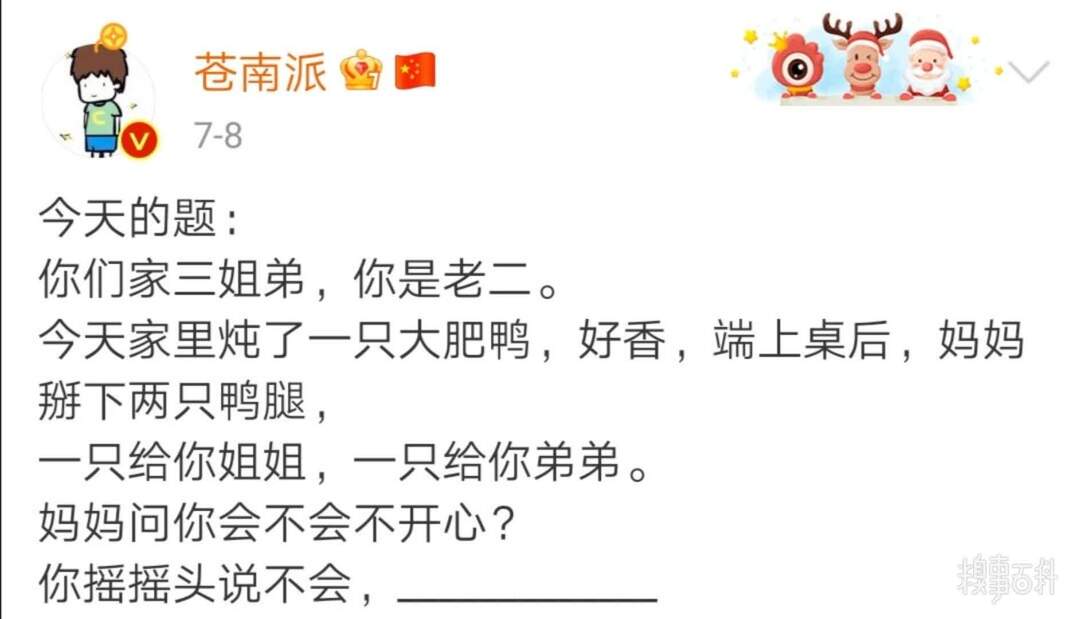 苍南派
7-8
今天的题：
你们家三姐弟，你是老二。
今天家里炖了一只大肥鸭，好香，端上桌后，妈妈
掰下两只鸭腿，
一只给你姐姐，一只给你弟弟。
妈妈问你会不会不开心？
你摇摇头说不会，____________
糗事百科